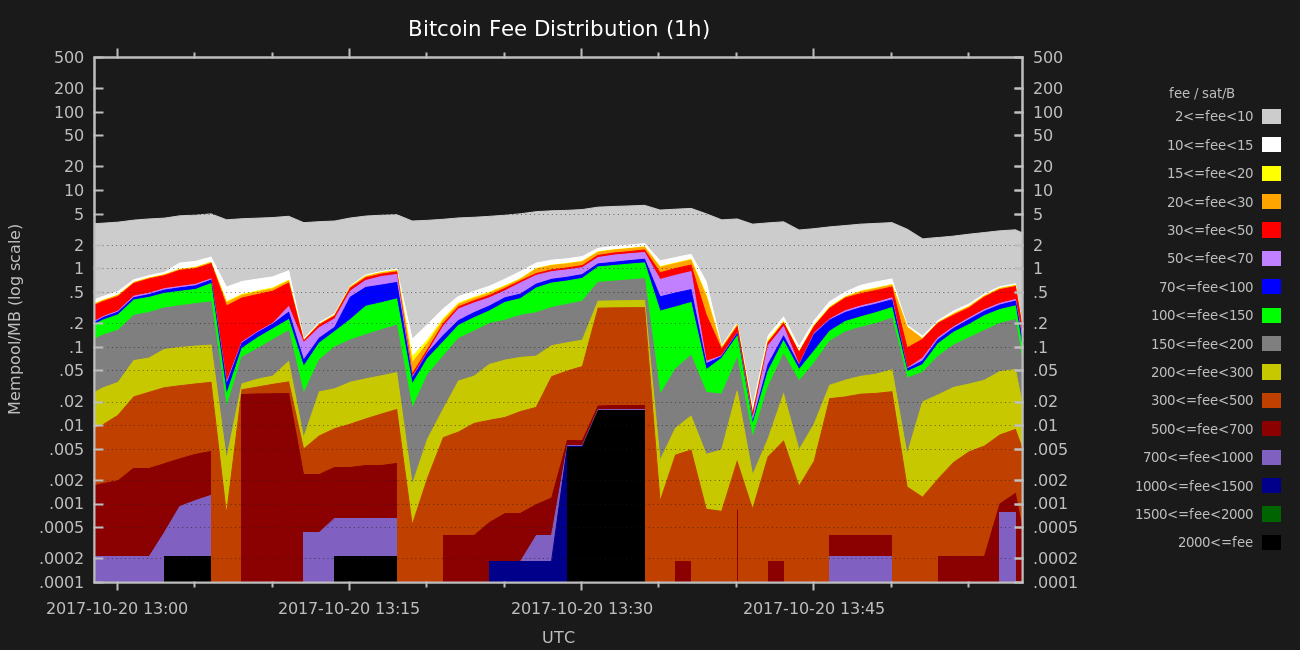 Bitcoin Fee Distribution (1h)
Mempool/MB (log scale)
500
200
100
50
20
10
5
2
1
.5
.2
.1
.05
.02
.01
.005
.002
.001
.0005
.0002
.0001
500
200
100
50
20
10
5
2
1
.5
.2
.1
.05
.02
.01
.005
.002
.001
.0005
.0002
.0001
fee / sat/B
2<=fee<10
10<=fee<15
15<=fee<20
20<=fee<30
30<=fee<50
50<=fee<70
70<=fee<100
100<=fee<150
150<=fee<200
200<=fee<300
300<=fee<500
500<=fee<700
700<=fee<1000
1000<=fee<1500
1500<=fee<2000
2000<=fee
2017-10-20 13:00 2017-10-20 13:15 2017-10-20 13:30 2017-10-20 13:45
UTC